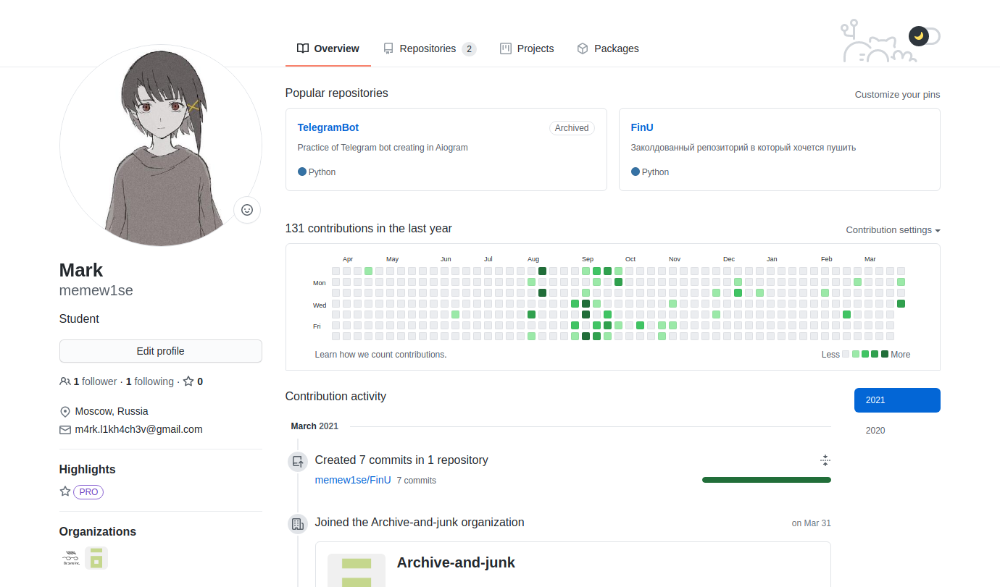 Overview
Repositories 2
Projects
Packages
Mark
memew1se
Student
Edit profile
1 follower · 1 following · 0
Moscow, Russia
m4rk.l1kh4ch3v@gmail.com
Highlights
PRO
Organizations
Popular repositories
Customize your pins
TelegramBot
Archived
Practice of Telegram bot creating in Aiogram
Python
FinU
Заколдованный репозиторий в который хочется пушить
Python
131 contributions in the last year
Contribution settings
Apr May Jun Jul Aug Sep Oct Nov Dec Jan Feb Mar
Mon
Wed
Fri
Learn how we count contributions.
Less More
Contribution activity
2021
2020
March 2021
Created 7 commits in 1 repository
memew1se/FinU 7 commits
Joined the Archive-and-junk organization
on Mar 31
Archive-and-junk